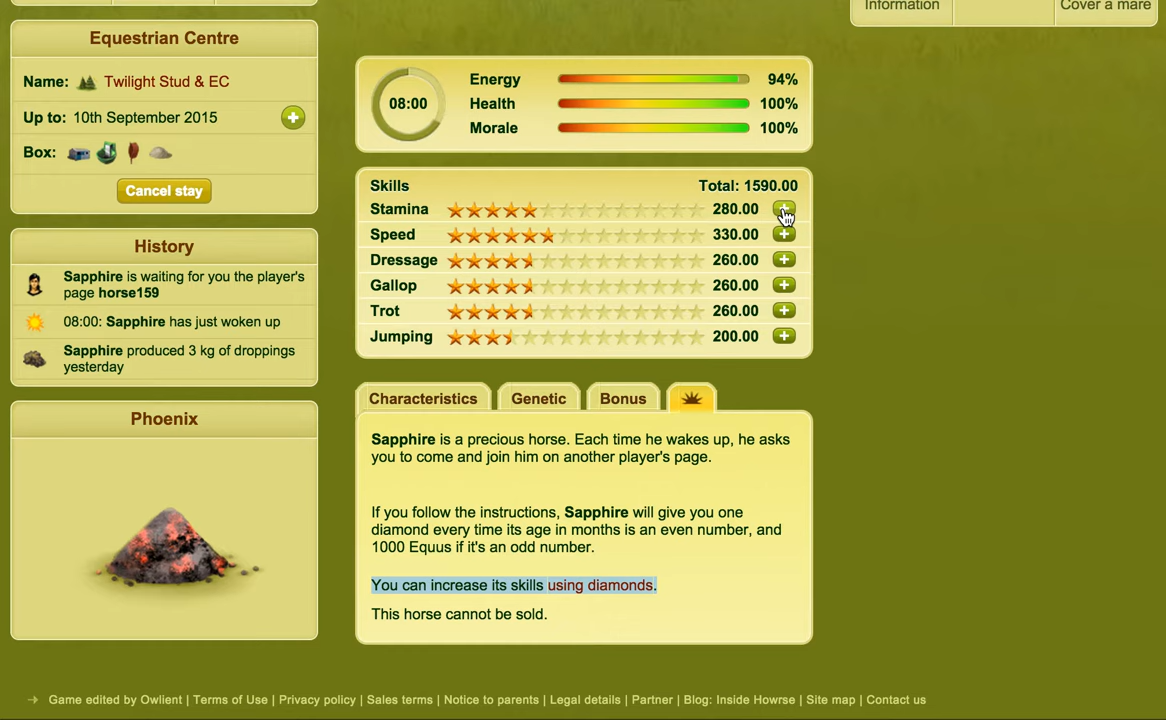 Information
Cover a mare
Equestrian Centre
Name: Twilight Stud & EC
Up to: 10th September 2015
Box:
Cancel stay
History
Sapphire is waiting for you the player's
page horse159
08:00: Sapphire has just woken up
Sapphire produced 3 kg of droppings
yesterday
Phoenix
08:00
Energy 94%
Health 100%
Morale 100%
Skills Total: 1590.00
Stamina 280.00
Speed 330.00
Dressage 260.00
Gallop 260.00
Trot 260.00
Jumping 200.00
Characteristics Genetic Bonus
Sapphire is a precious horse. Each time he wakes up, he asks
you to come and join him on another player's page.
If you follow the instructions, Sapphire will give you one
diamond every time its age in months is an even number, and
1000 Equus if it's an odd number.
You can increase its skills using diamonds.
This horse cannot be sold.
Game edited by Owlient | Terms of Use | Privacy policy | Sales terms | Notice to parents | Legal details | Partner | Blog: Inside Howrse | Site map | Contact us